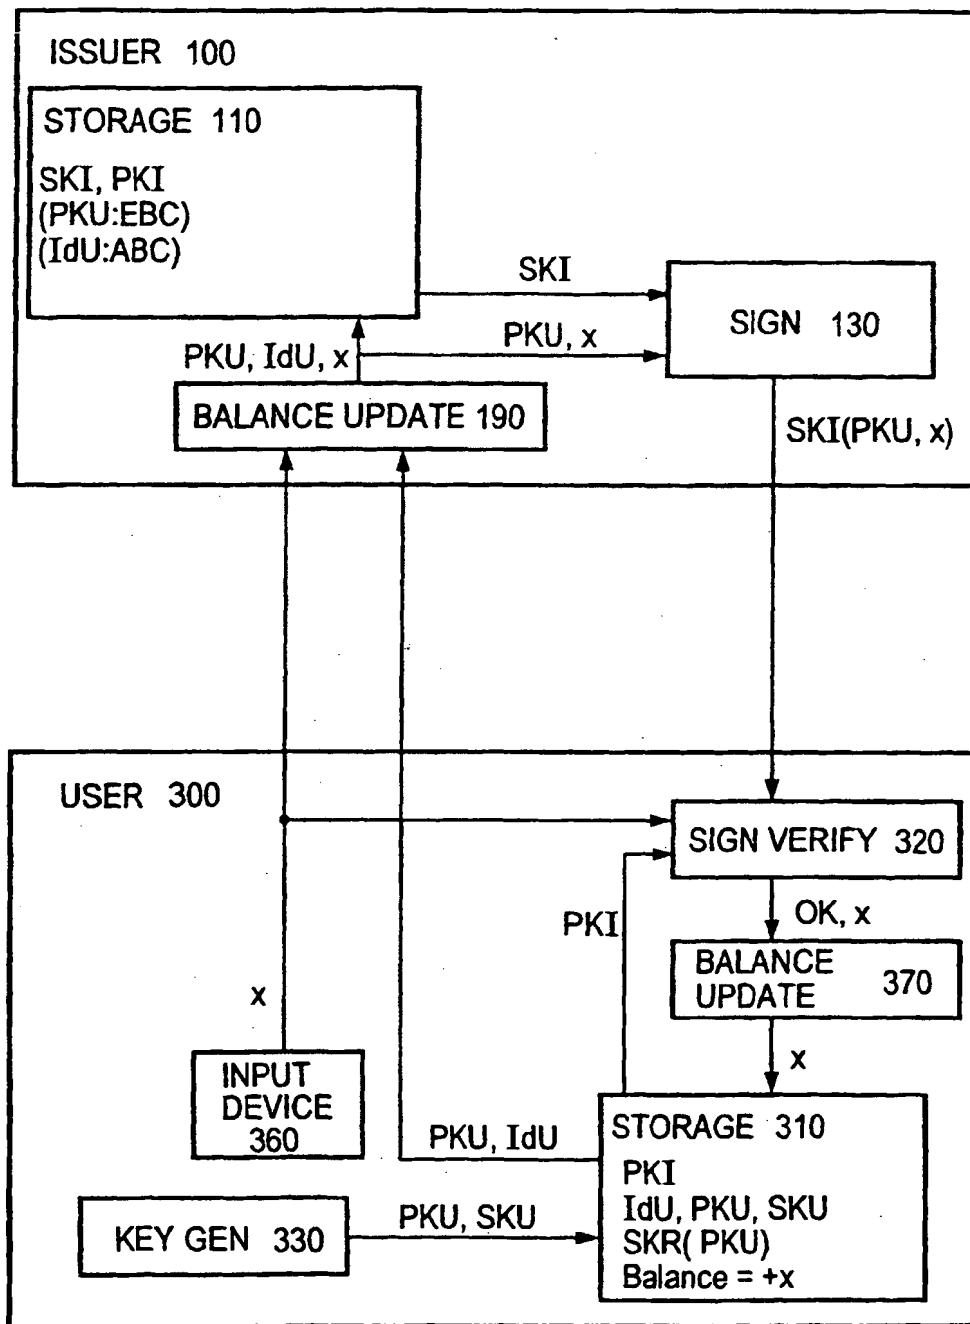 ISSUER 100
STORAGE 110
SKI, PKI
(PKU:EBC)
(IdU:ABC)
SKI
SIGN 130
PKU, x
PKU, IdU, x
BALANCE UPDATE 190
SKI(PKU, x)
USER 300
SIGN VERIFY 320
PKI
OK, x
BALANCE
UPDATE 370
x
x
INPUT
DEVICE
360
STORAGE 310
PKU, IdU
PKI
IdU, PKU, SKU
SKR( PKU)
Balance = +x
PKU, SKU
KEY GEN 330